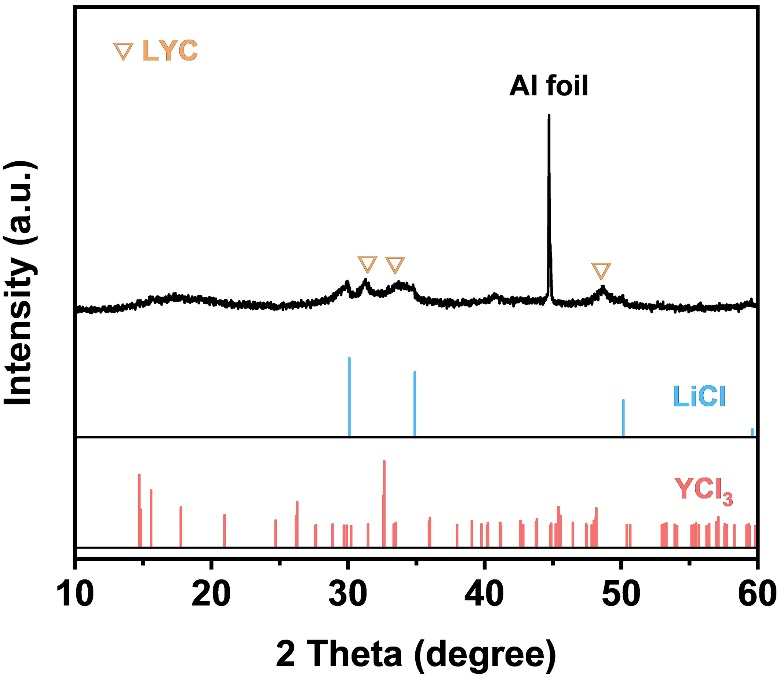 ▽ LYC
Al foil
Intensity (a.u.)
LiCl
YCl₃
10 20 30 40 50 60
2 Theta (degree)